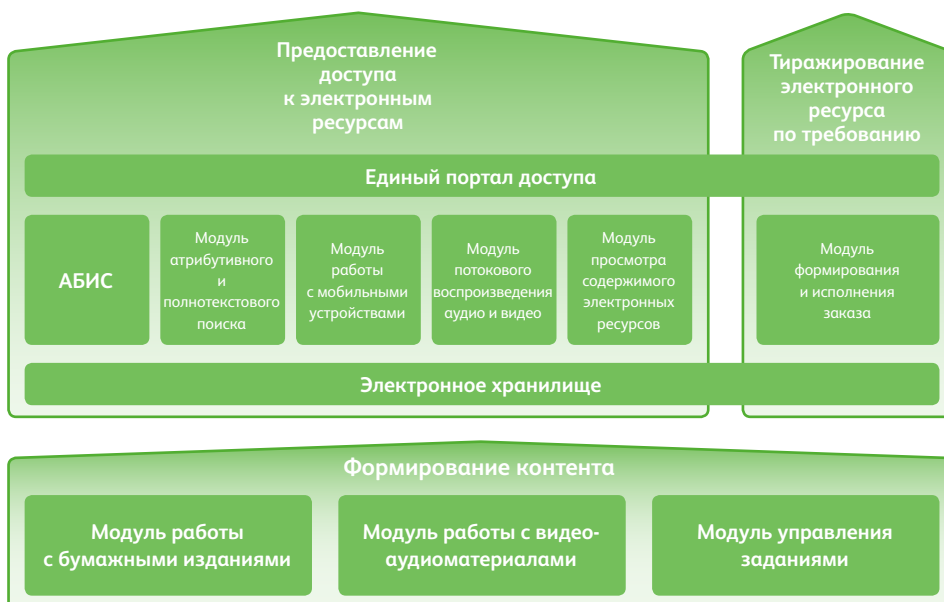 Предоставление
доступа
к электронным
ресурсам
Тиражирование
электронного
ресурса
по требованию
Единый портал доступа
АБИС
Модуль
атрибутивного
и
полнотекстового
поиска
Модуль
работы
с мобильными
устройствами
Модуль
потокового
воспроизведения
аудио и видео
Модуль
просмотра
содержимого
электронных
ресурсов
Модуль
формирования
и исполнения
заказа
Электронное хранилище
Формирование контента
Модуль работы
с бумажными изданиями
Модуль работы с видео-
аудиоматериалами
Модуль управления
заданиями